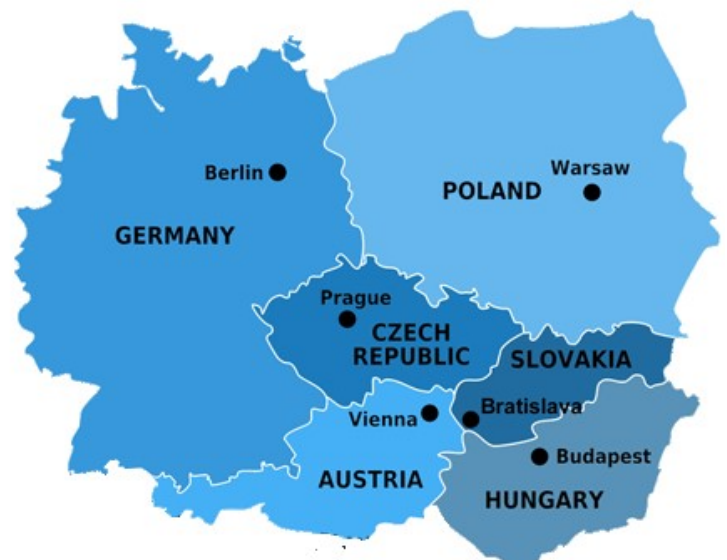 Warsaw
Berlin
POLAND
GERMANY
Prague
CZECH
REPUBLIC
SLOVAKIA
Bratislava
Vienna
Budapest
AUSTRIA
HUNGARY